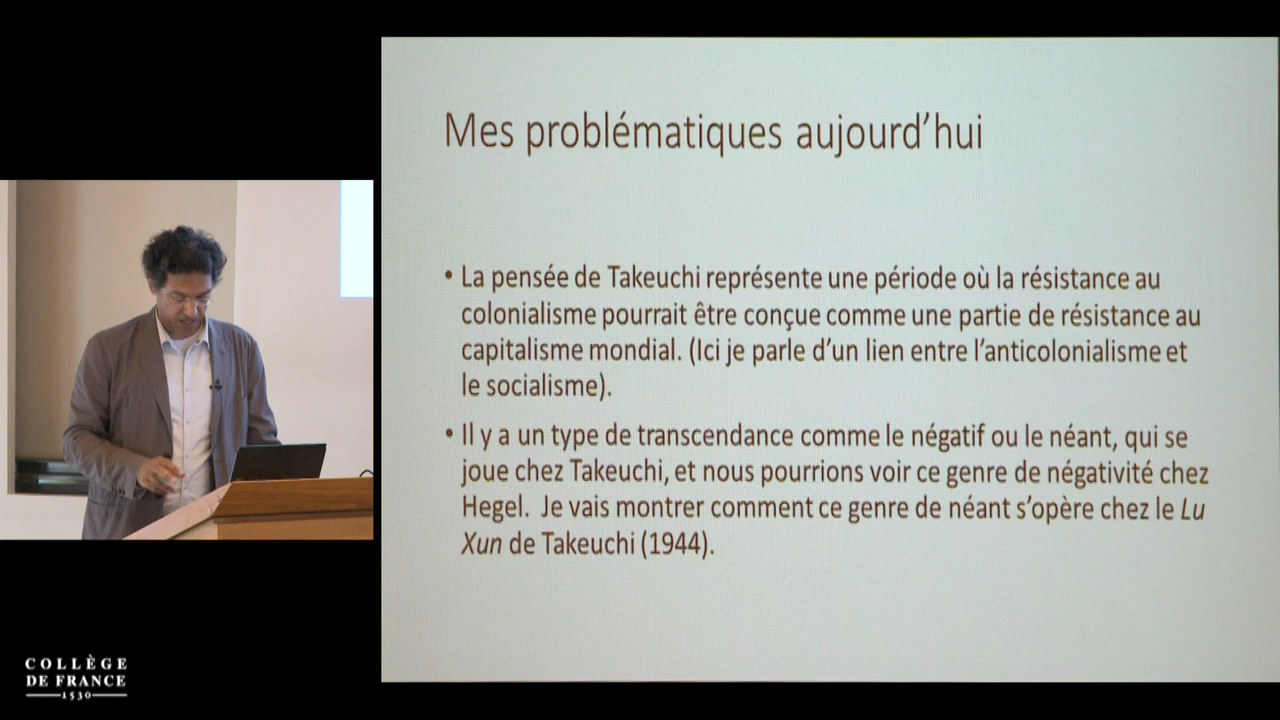 Mes problématiques aujourd’hui
• La pensée de Takeuchi représente une période où la résistance au
colonialisme pourrait être conçue comme une partie de résistance au
capitalisme mondial. (Ici je parle d’un lien entre l’anticolonialisme et
le socialisme).
• Il y a un type de transcendance comme le négatif ou le néant, qui se
joue chez Takeuchi, et nous pourrions voir ce genre de négativité chez
Hegel. Je vais montrer comment ce genre de néant s’opère chez le Lu
Xun de Takeuchi (1944).
COLLÈGE
DE FRANCE
1530